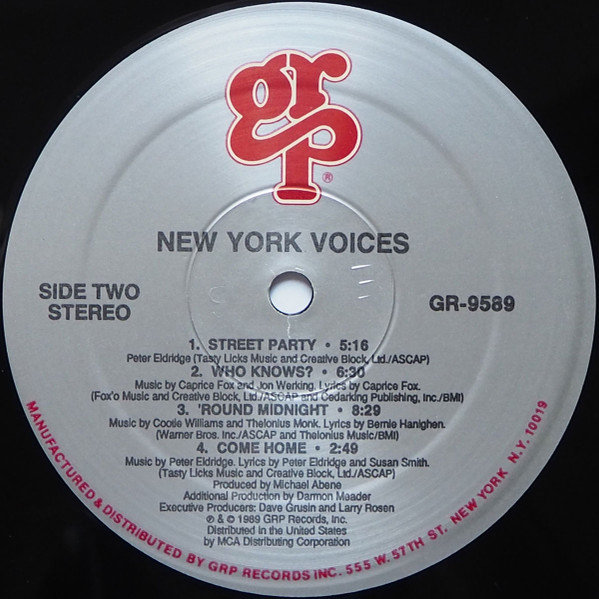 grp
®
NEW YORK VOICES
SIDE TWO
STEREO
GR-9589
1. STREET PARTY • 5:16
Peter Eldridge (Tasty Licks Music and Creative Block, Ltd./ASCAP)
2. WHO KNOWS? • 6:30
Music by Caprice Fox and Jon Werking. Lyrics by Caprice Fox.
(Fox'o Music and Creative Block, Ltd./ASCAP and Cedarking Publishing, Inc./BMI)
3. 'ROUND MIDNIGHT • 8:29
Music by Cootie Williams and Thelonius Monk. Lyrics by Bernie Hanighen.
(Warner Bros. Inc./ASCAP and Thelonius Music/BMI)
4. COME HOME • 2:49
Music by Peter Eldridge. Lyrics by Peter Eldridge and Susan Smith.
(Tasty Licks Music and Creative Block, Ltd./ASCAP)
Produced by Michael Abene
Additional Production by Darmon Meader
Executive Producers: Dave Grusin and Larry Rosen
℗ & © 1989 GRP Records, Inc.
Distributed in the United States
by MCA Distributing Corporation
MANUFACTURED & DISTRIBUTED BY GRP RECORDS INC. 555 W. 57TH ST. NEW YORK N.Y. 10019